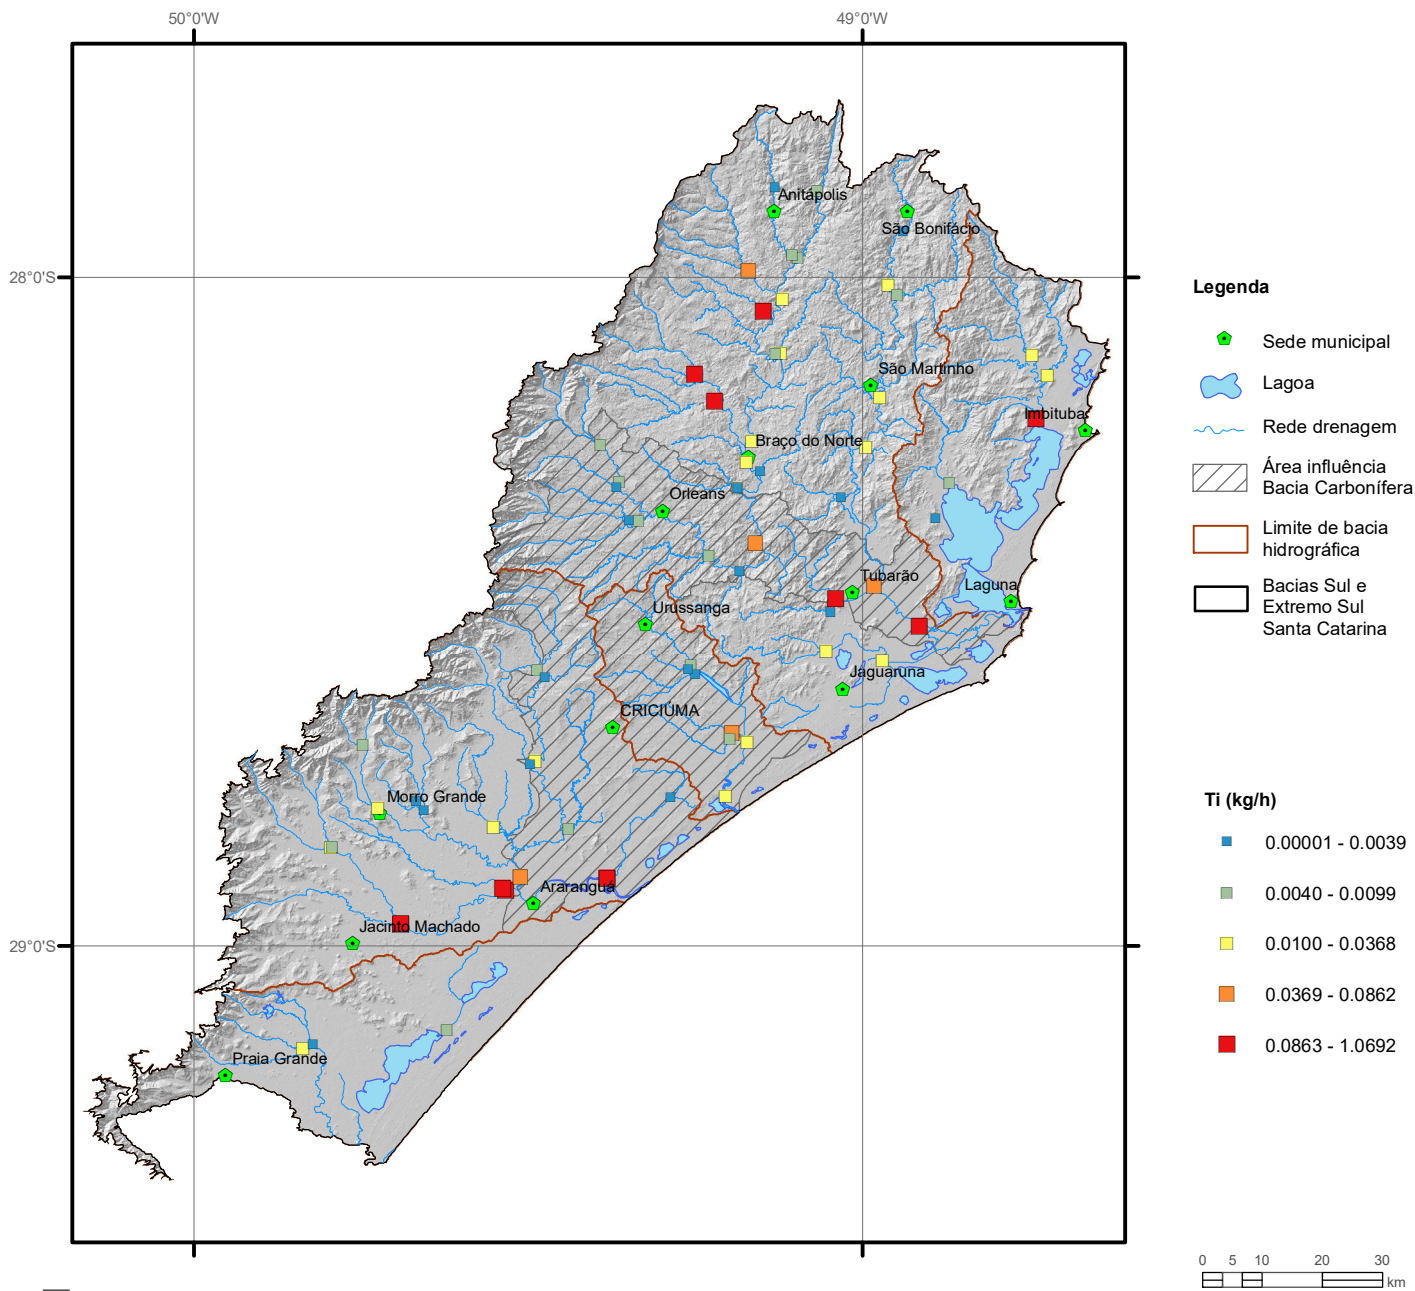 50°0'W
49°0'W
28°0'S
29°0'S
Anitápolis
São Bonifácio
São Martinho
Imbituba
Braço do Norte
Orleans
Tubarão
Laguna
Urussanga
Jaguaruna
CRICIÚMA
Morro Grande
Araranguá
Jacinto Machado
Praia Grande
Legenda
Sede municipal
Lagoa
Rede drenagem
Área influência
Bacia Carbonífera
Limite de bacia
hidrográfica
Bacias Sul e
Extremo Sul
Santa Catarina
Ti (kg/h)
0.00001 - 0.0039
0.0040 - 0.0099
0.0100 - 0.0368
0.0369 - 0.0862
0.0863 - 1.0692
0 5 10 20 30
km